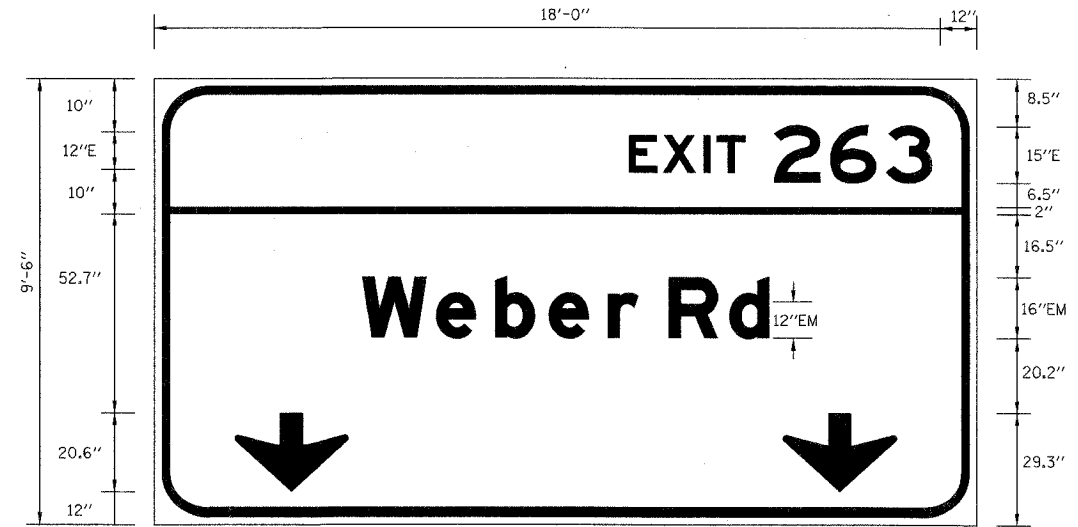 18'-0" 12"
10"
12"E
10"
52.7"
20.6"
12"
9'-6"
EXIT 263
Weber Rd
12"EM
8.5"
15"E
6.5"
2"
16.5"
16"EM
20.2"
29.3"